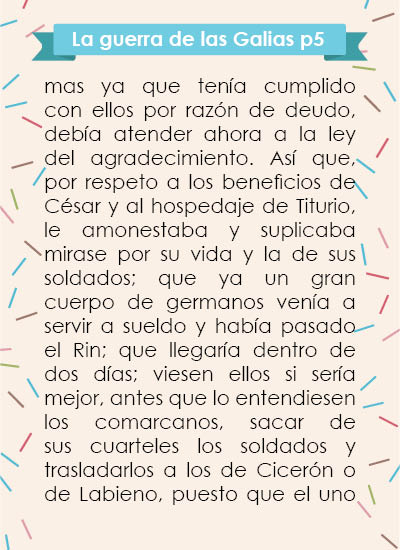 La guerra de las Galias p5
mas ya que tenía cumplido
con ellos por razón de deudo,
debía atender ahora a la ley
del agradecimiento. Así que,
por respeto a los beneficios de
César y al hospedaje de Titurio,
le amonestaba y suplicaba
mirase por su vida y la de sus
soldados; que ya un gran
cuerpo de germanos venía a
servir a sueldo y había pasado
el Rin; que llegaría dentro de
dos días; viesen ellos si sería
mejor, antes que lo entendiesen
los comarcanos, sacar de
sus cuarteles los soldados y
trasladarlos a los de Cicerón o
de Labieno, puesto que el uno